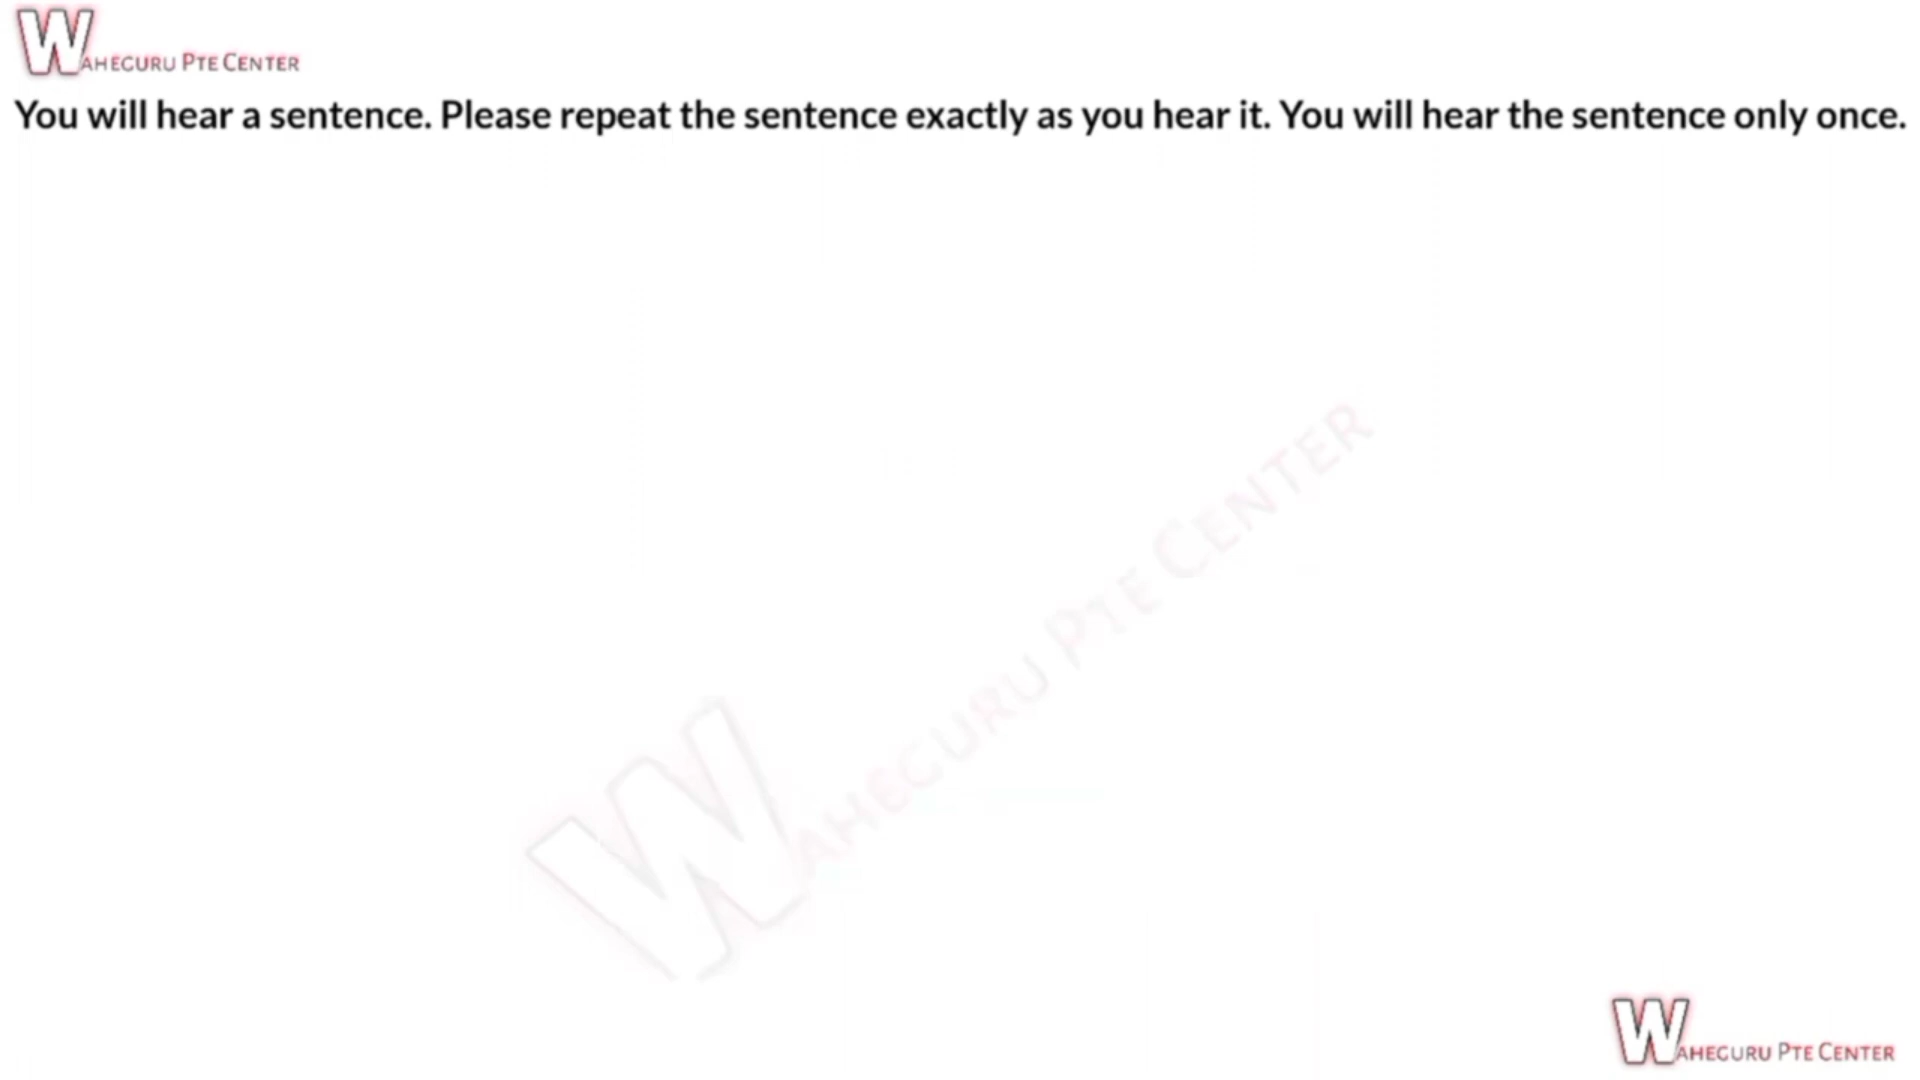 WAHEGURU PTE CENTER
You will hear a sentence. Please repeat the sentence exactly as you hear it. You will hear the sentence only once.
WAHEGURU PTE CENTER
WAHEGURU PTE CENTER